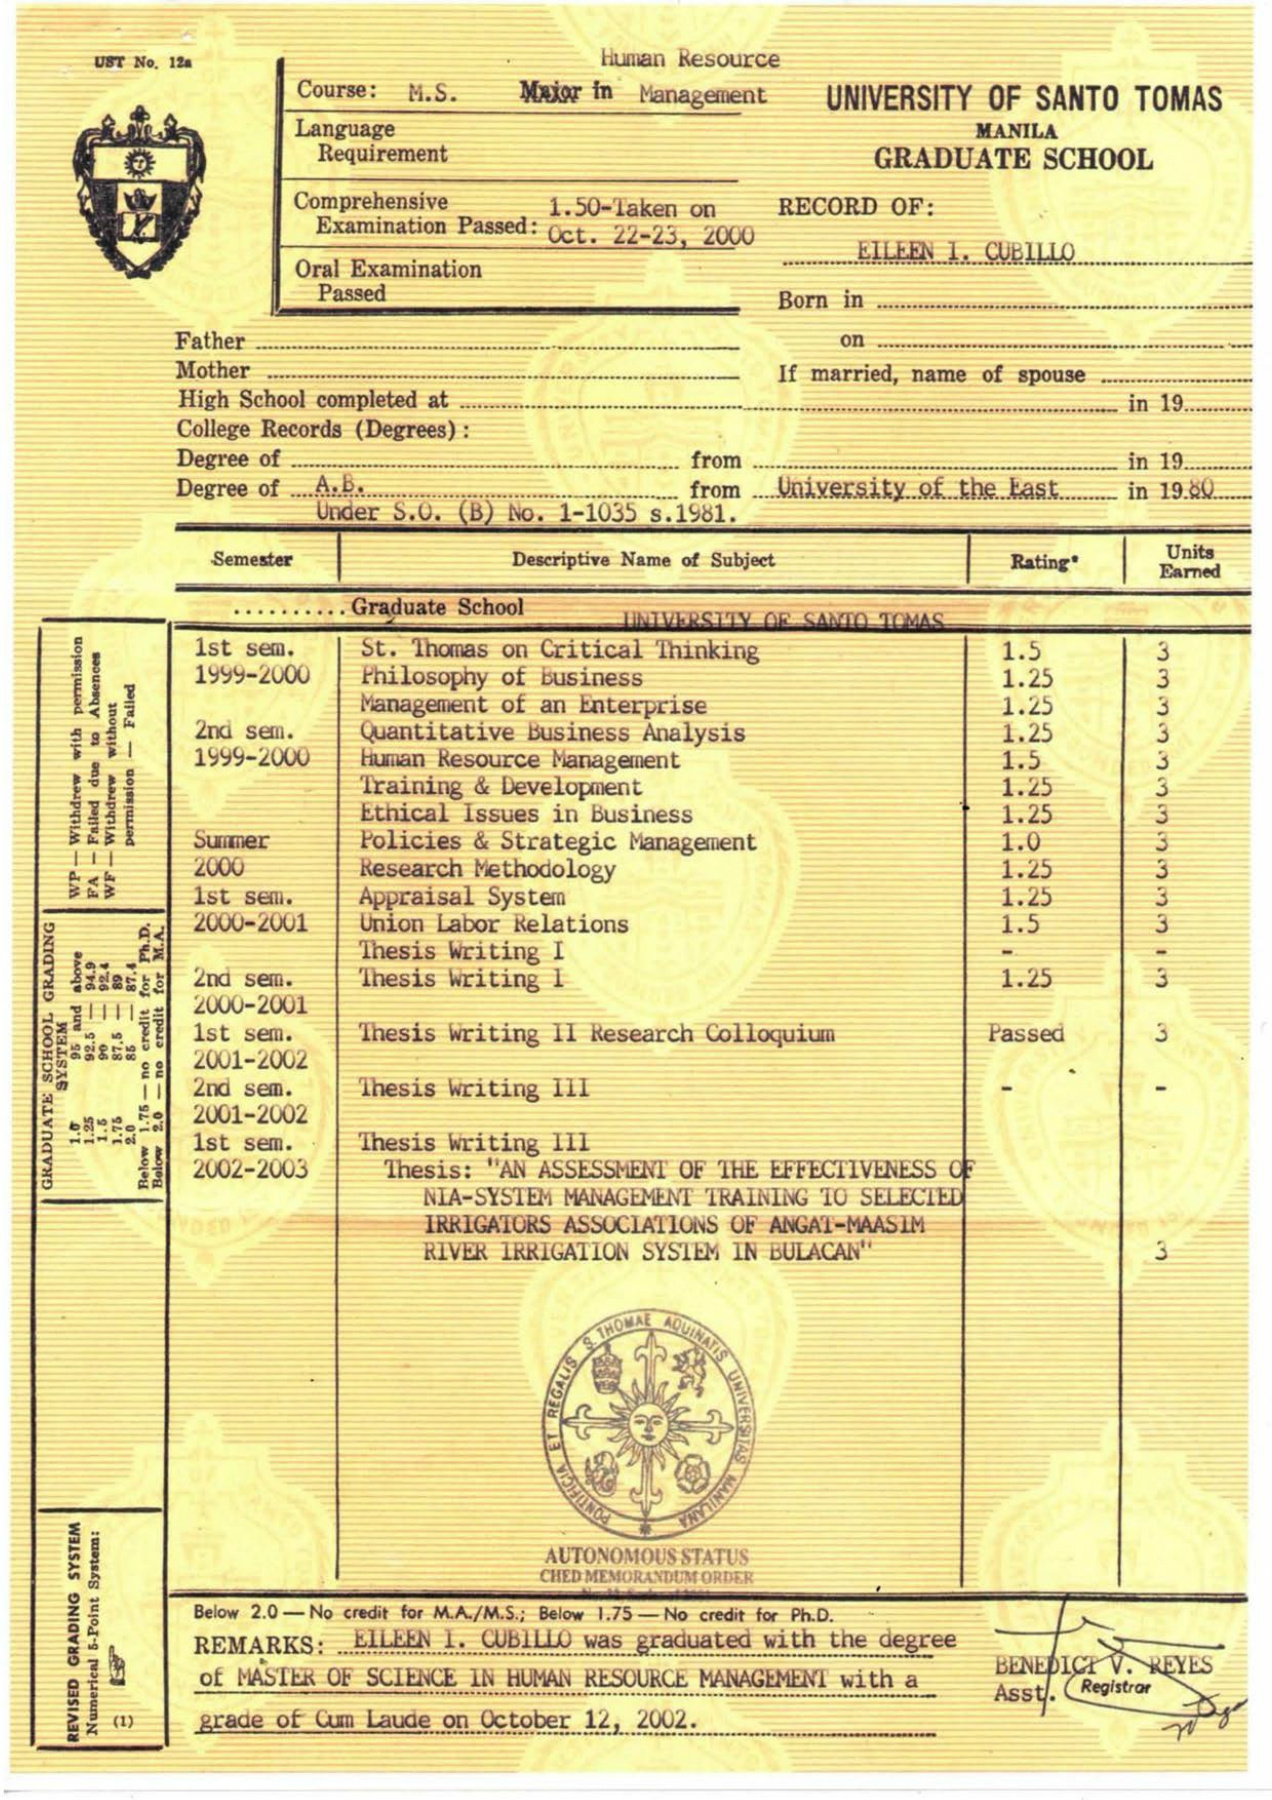 UST No. 12a
Human Resource
Course: M.S. Major in Management
Language
Requirement
Comprehensive 1.50-Taken on
Examination Passed: Oct. 22-23, 2000
Oral Examination
Passed
UNIVERSITY OF SANTO TOMAS
MANILA
GRADUATE SCHOOL
RECORD OF:
EILEEN I. CUBILLO
Born in
on
Father
Mother
If married, name of spouse
High School completed at in 19
College Records (Degrees) :
Degree of from in 19
Degree of A.B. from University of the East in 19 80
Under S.O. (B) No. 1-1035 s.1981.
Semester Descriptive Name of Subject Rating* Units Earned
..........Graduate School UNIVERSITY OF SANTO TOMAS
1st sem. St. Thomas on Critical Thinking 1.5 3
1999-2000 Philosophy of Business 1.25 3
Management of an Enterprise 1.25 3
2nd sem. Quantitative Business Analysis 1.25 3
1999-2000 Human Resource Management 1.5 3
Training & Development 1.25 3
Ethical Issues in Business 1.25 3
Summer Policies & Strategic Management 1.0 3
2000 Research Methodology 1.25 3
1st sem. Appraisal System 1.25 3
2000-2001 Union Labor Relations 1.5 3
Thesis Writing I - -
2nd sem. Thesis Writing I 1.25 3
2000-2001
1st sem. Thesis Writing II Research Colloquium Passed 3
2001-2002
2nd sem. Thesis Writing III - -
2001-2002
1st sem. Thesis Writing III
2002-2003 Thesis: "AN ASSESSMENT OF THE EFFECTIVENESS OF
NIA-SYSTEM MANAGEMENT TRAINING TO SELECTED
IRRIGATORS ASSOCIATIONS OF ANGAT-MAASIM
RIVER IRRIGATION SYSTEM IN BULACAN" 3
WP — Withdrew with permission
FA — Failed due to Absences
WF — Withdrew without
permission — Failed
GRADUATE SCHOOL GRADING
SYSTEM
1.0 95 and above
1.25 92.5 — 94.9
1.5 90 — 92.4
1.75 87.5 — 89
2.0 85 — 87.4
Below 1.75 — no credit for Ph.D.
Below 2.0 — no credit for M.A.
REVISED GRADING SYSTEM
Numerical 5-Point System:
(1)
PONTIFICIA ET REGALIS S. THOMAE AQUINATIS UNIVERSITAS MANILANA
AUTONOMOUS STATUS
CHED MEMORANDUM ORDER
Below 2.0 — No credit for M.A./M.S.; Below 1.75 — No credit for Ph.D.
REMARKS: EILEEN I. CUBILLO was graduated with the degree
of MASTER OF SCIENCE IN HUMAN RESOURCE MANAGEMENT with a
grade of Cum Laude on October 12, 2002.
BENEDICT V. REYES
Asst. Registrar